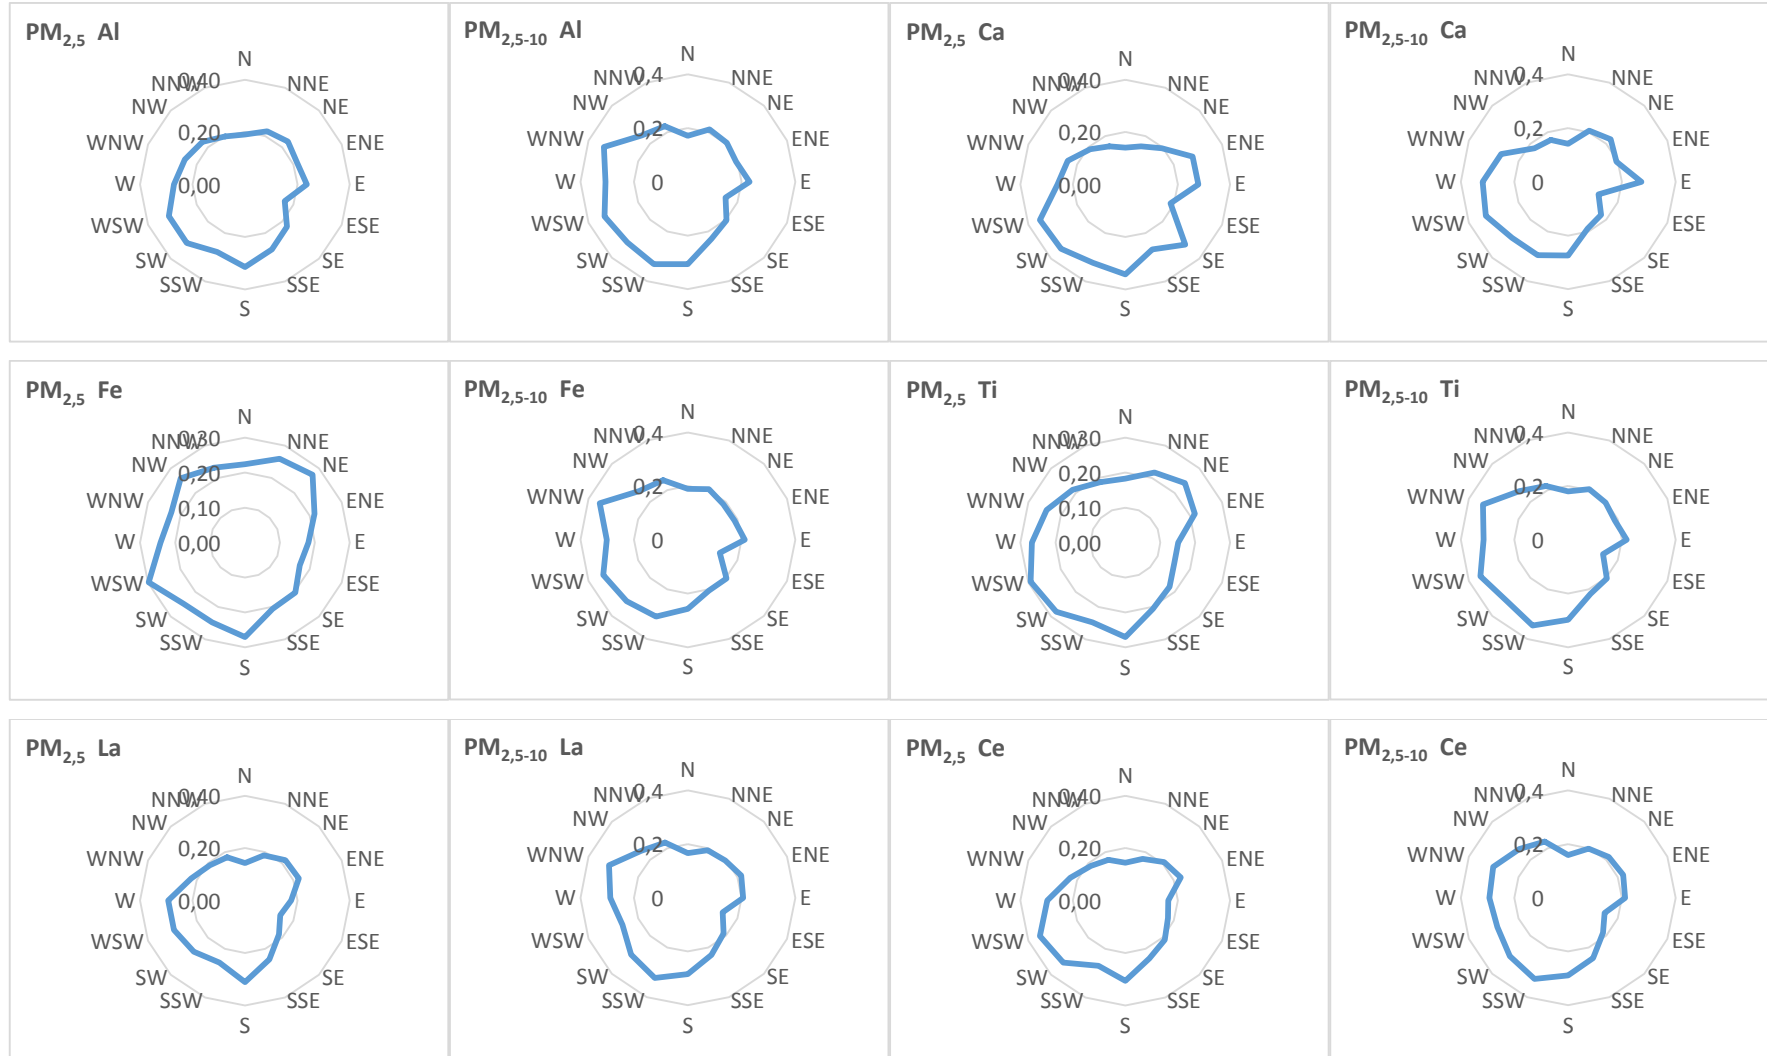 PM2,5 Al
N
NNE
NE
ENE
E
ESE
SE
SSE
S
SSW
SW
WSW
W
WNW
NW
NNW
0,40
0,20
0,00
PM2,5-10 Al
N
NNE
NE
ENE
E
ESE
SE
SSE
S
SSW
SW
WSW
W
WNW
NW
NNW
0,4
0,2
0
PM2,5 Ca
N
NNE
NE
ENE
E
ESE
SE
SSE
S
SSW
SW
WSW
W
WNW
NW
NNW
0,40
0,20
0,00
PM2,5-10 Ca
N
NNE
NE
ENE
E
ESE
SE
SSE
S
SSW
SW
WSW
W
WNW
NW
NNW
0,4
0,2
0
PM2,5 Fe
N
NNE
NE
ENE
E
ESE
SE
SSE
S
SSW
SW
WSW
W
WNW
NW
NNW
0,30
0,20
0,10
0,00
PM2,5-10 Fe
N
NNE
NE
ENE
E
ESE
SE
SSE
S
SSW
SW
WSW
W
WNW
NW
NNW
0,4
0,2
0
PM2,5 Ti
N
NNE
NE
ENE
E
ESE
SE
SSE
S
SSW
SW
WSW
W
WNW
NW
NNW
0,30
0,20
0,10
0,00
PM2,5-10 Ti
N
NNE
NE
ENE
E
ESE
SE
SSE
S
SSW
SW
WSW
W
WNW
NW
NNW
0,4
0,2
0
PM2,5 La
N
NNE
NE
ENE
E
ESE
SE
SSE
S
SSW
SW
WSW
W
WNW
NW
NNW
0,40
0,20
0,00
PM2,5-10 La
N
NNE
NE
ENE
E
ESE
SE
SSE
S
SSW
SW
WSW
W
WNW
NW
NNW
0,4
0,2
0
PM2,5 Ce
N
NNE
NE
ENE
E
ESE
SE
SSE
S
SSW
SW
WSW
W
WNW
NW
NNW
0,40
0,20
0,00
PM2,5-10 Ce
N
NNE
NE
ENE
E
ESE
SE
SSE
S
SSW
SW
WSW
W
WNW
NW
NNW
0,4
0,2
0